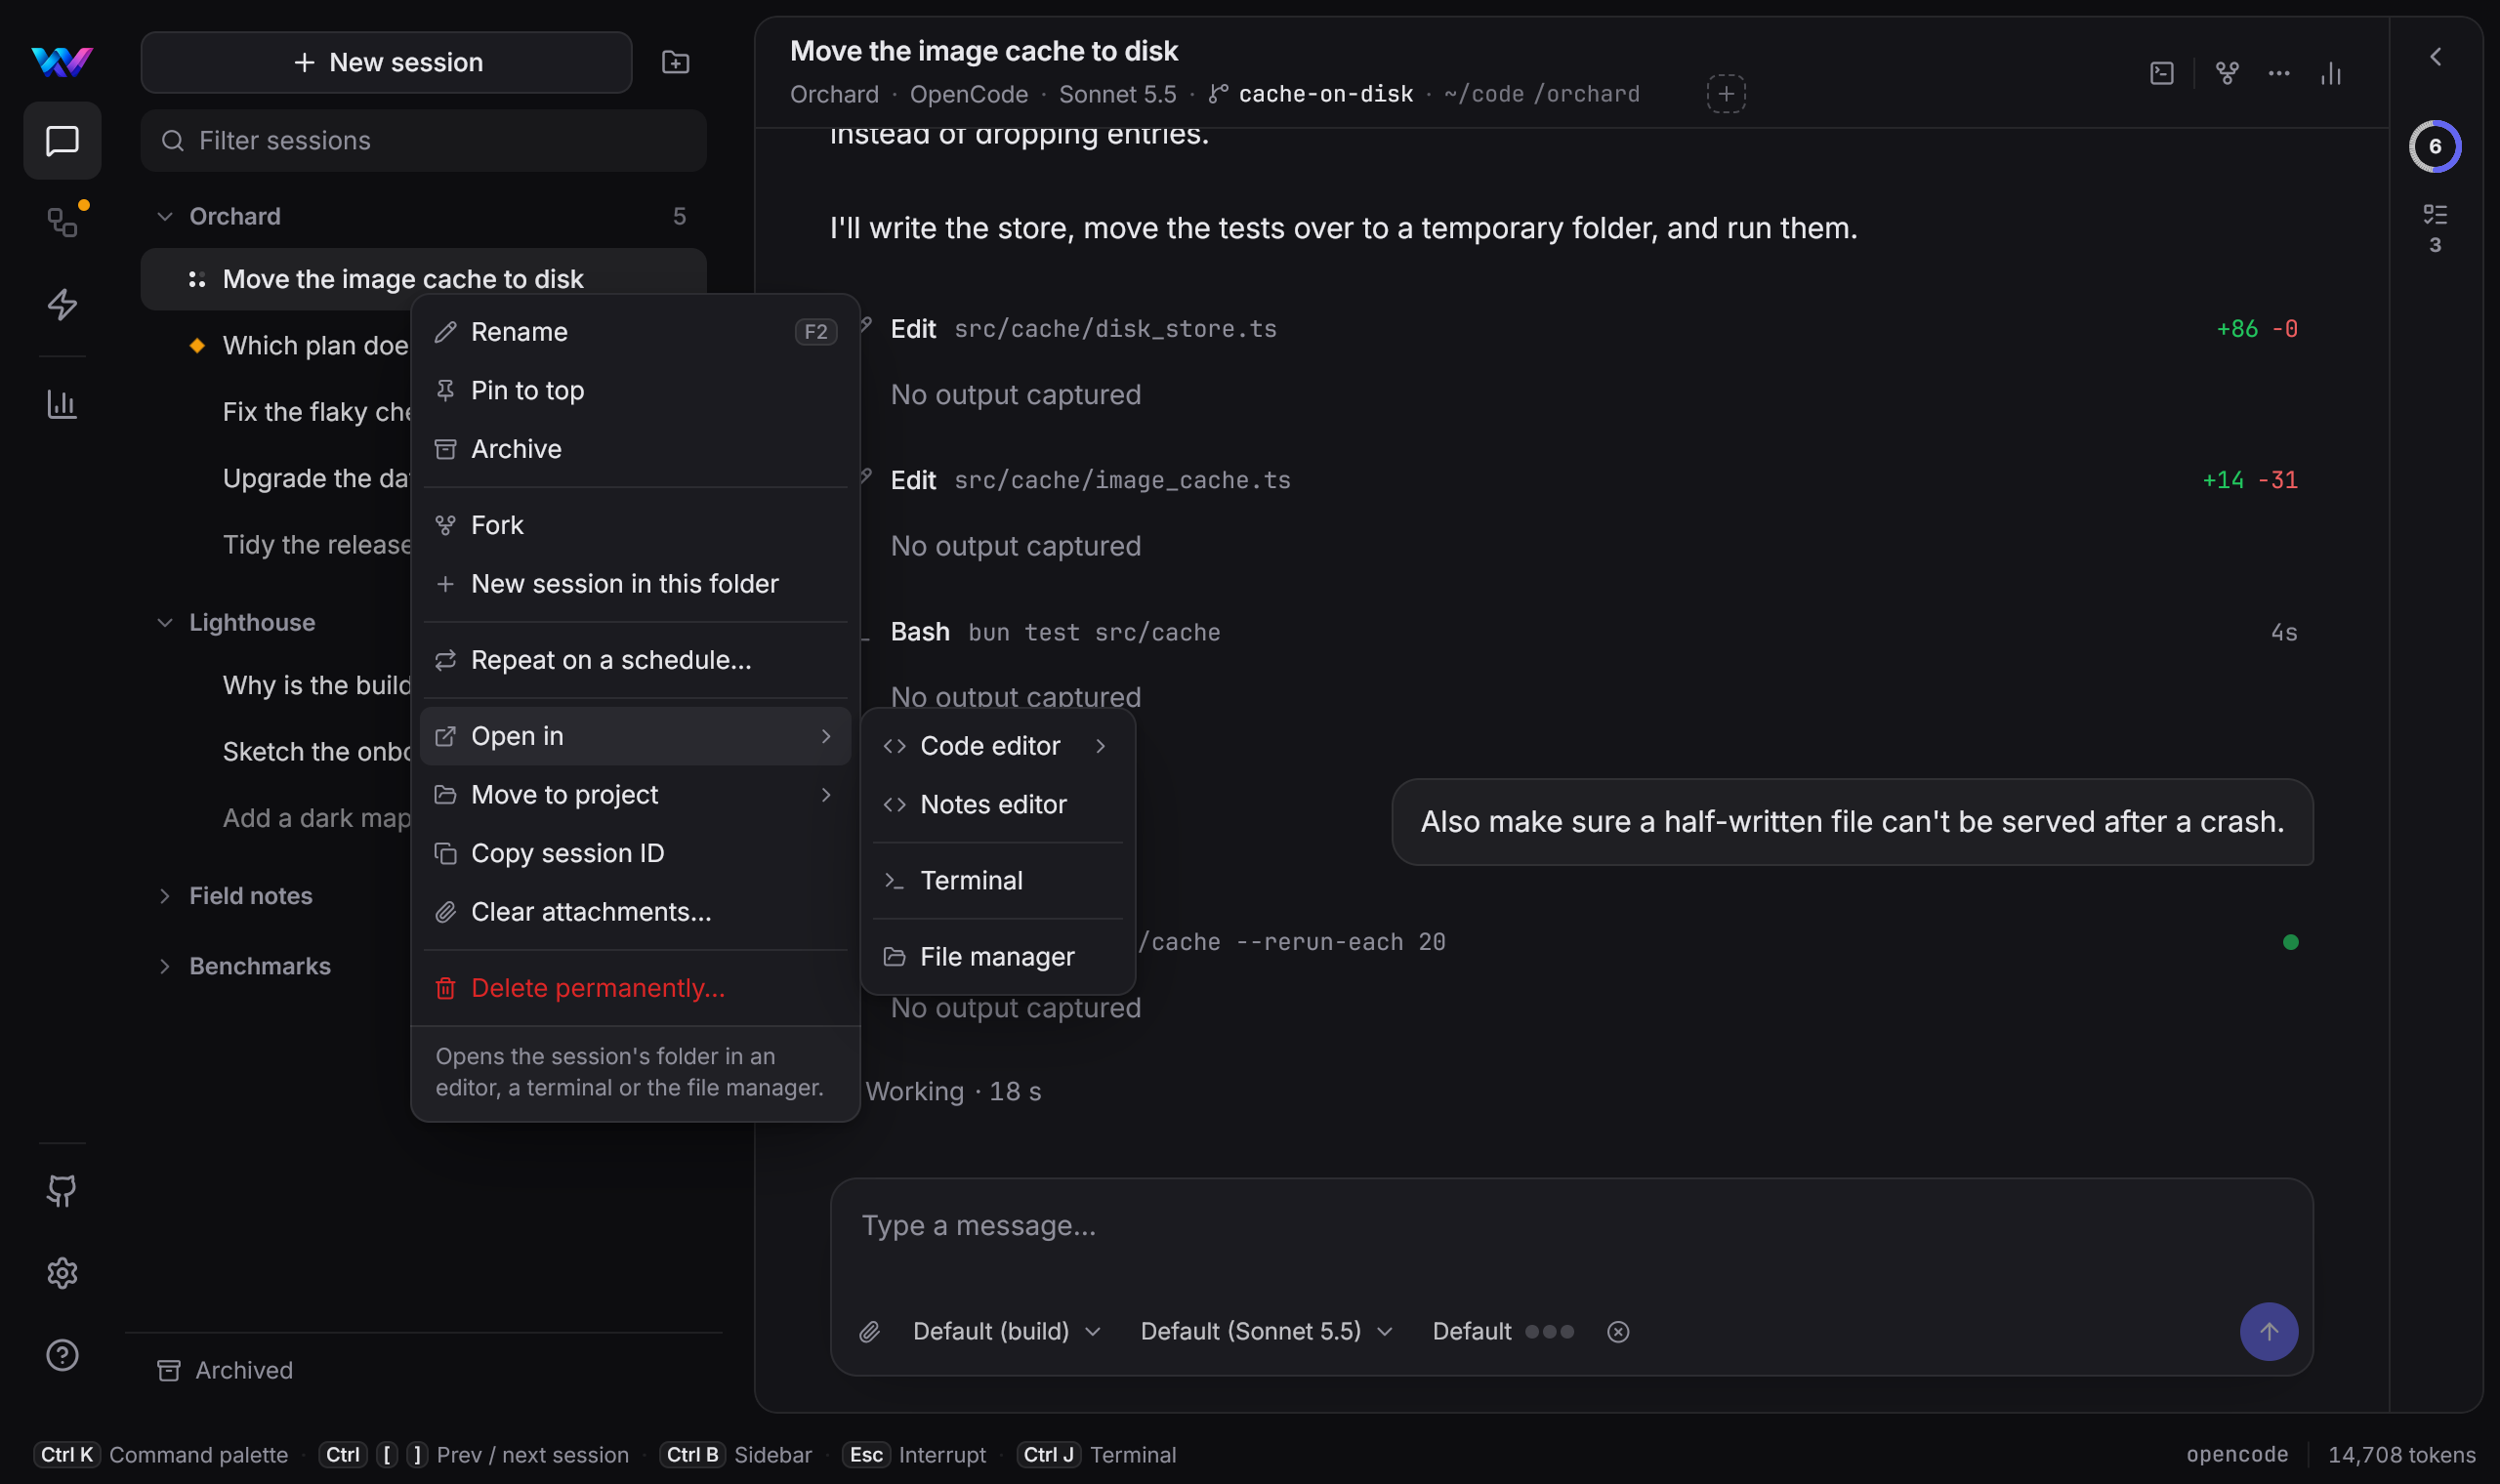 New session
Filter sessions
Orchard 5
Move the image cache to disk
Which plan doe
Fix the flaky che
Upgrade the da
Tidy the release
Lighthouse
Why is the build
Sketch the onbo
Add a dark map
Field notes
Benchmarks
Archived
Rename F2
Pin to top
Archive
Fork
New session in this folder
Repeat on a schedule...
Open in
Move to project
Copy session ID
Clear attachments...
Delete permanently...
Opens the session's folder in an
editor, a terminal or the file manager.
Code editor
Notes editor
Terminal
File manager
Move the image cache to disk
Orchard · OpenCode · Sonnet 5.5 · cache-on-disk · ~/code /orchard
instead of dropping entries.
I'll write the store, move the tests over to a temporary folder, and run them.
Edit src/cache/disk_store.ts +86 -0
No output captured
Edit src/cache/image_cache.ts +14 -31
No output captured
Bash bun test src/cache 4s
No output captured
Also make sure a half-written file can't be served after a crash.
/cache --rerun-each 20
No output captured
Working · 18 s
Type a message...
Default (build) Default (Sonnet 5.5) Default
6
3
Ctrl K Command palette · Ctrl [ ] Prev / next session · Ctrl B Sidebar · Esc Interrupt · Ctrl J Terminal
opencode 14,708 tokens